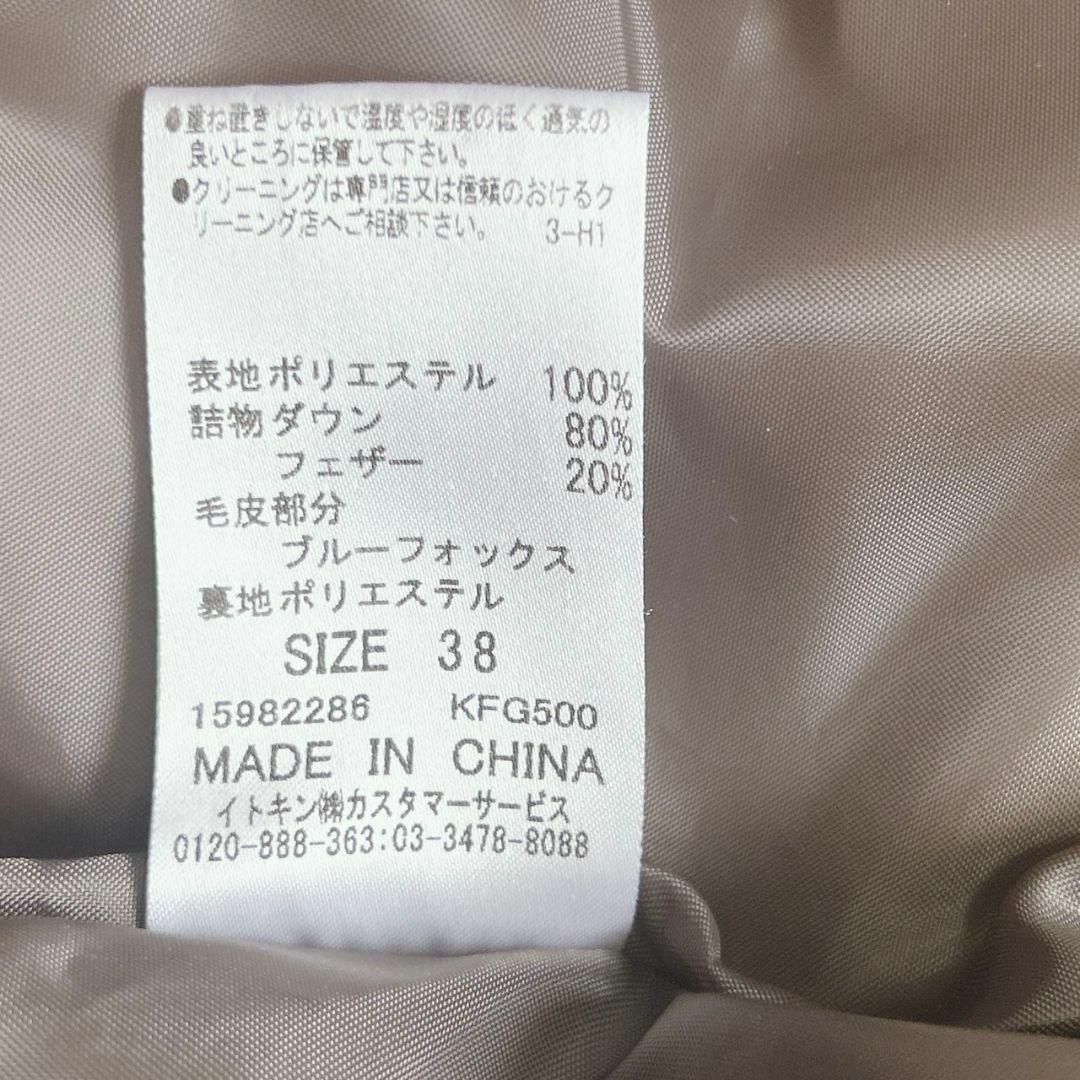 ●重ね置きしないで温度や湿度のほく通気の
良いところに保管して下さい。
●クリーニングは専門店又は信頼のおけるク
リーニング店へご相談下さい。 3-H1
表地ポリエステル 100%
詰物ダウン 80%
フェザー 20%
毛皮部分
ブルーフォックス
裏地ポリエステル
SIZE 38
15982286 KFG500
MADE IN CHINA
イトキン㈱カスタマーサービス
0120-888-363:03-3478-8088